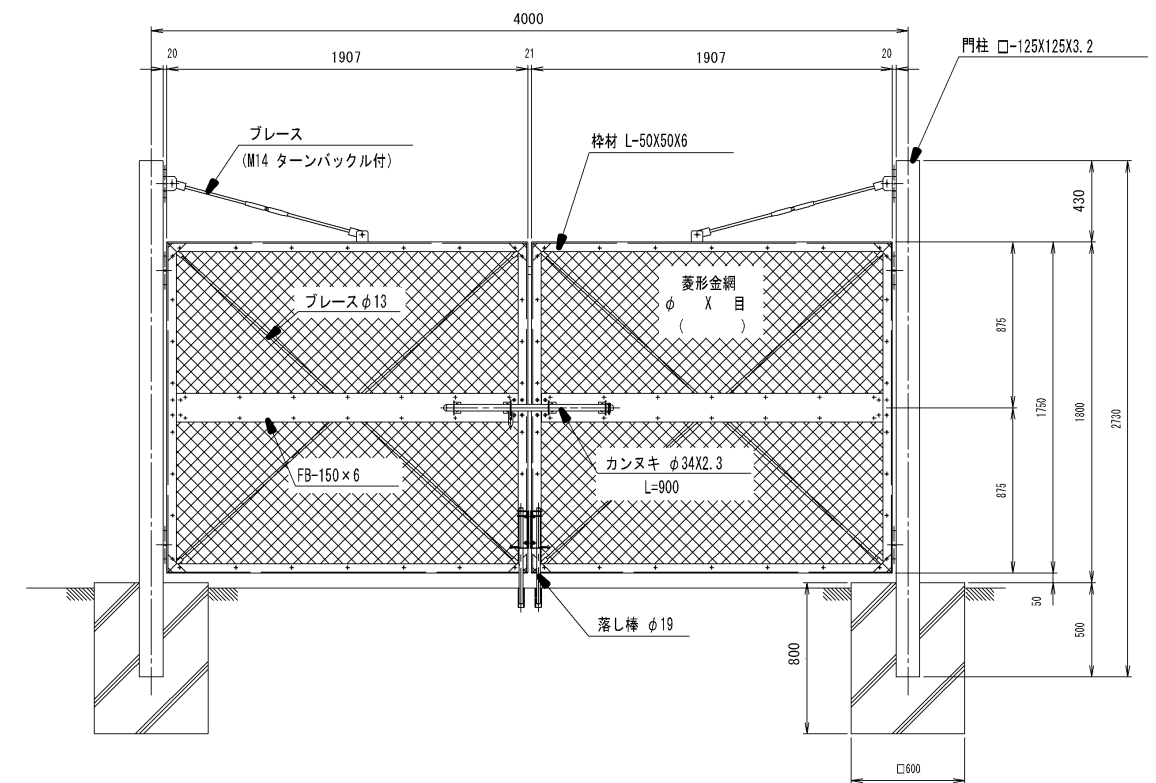 4000
20
1907
21
1907
20
門柱 □-125X125X3.2
ブレース
(M14 ターンバックル付)
枠材 L-50X50X6
430
菱形金網
φ X 目
( )
ブレースφ13
875
1750
1800
2730
カンヌキ φ34X2.3
L=900
FB-150×6
875
50
500
落し棒 φ19
800
□600